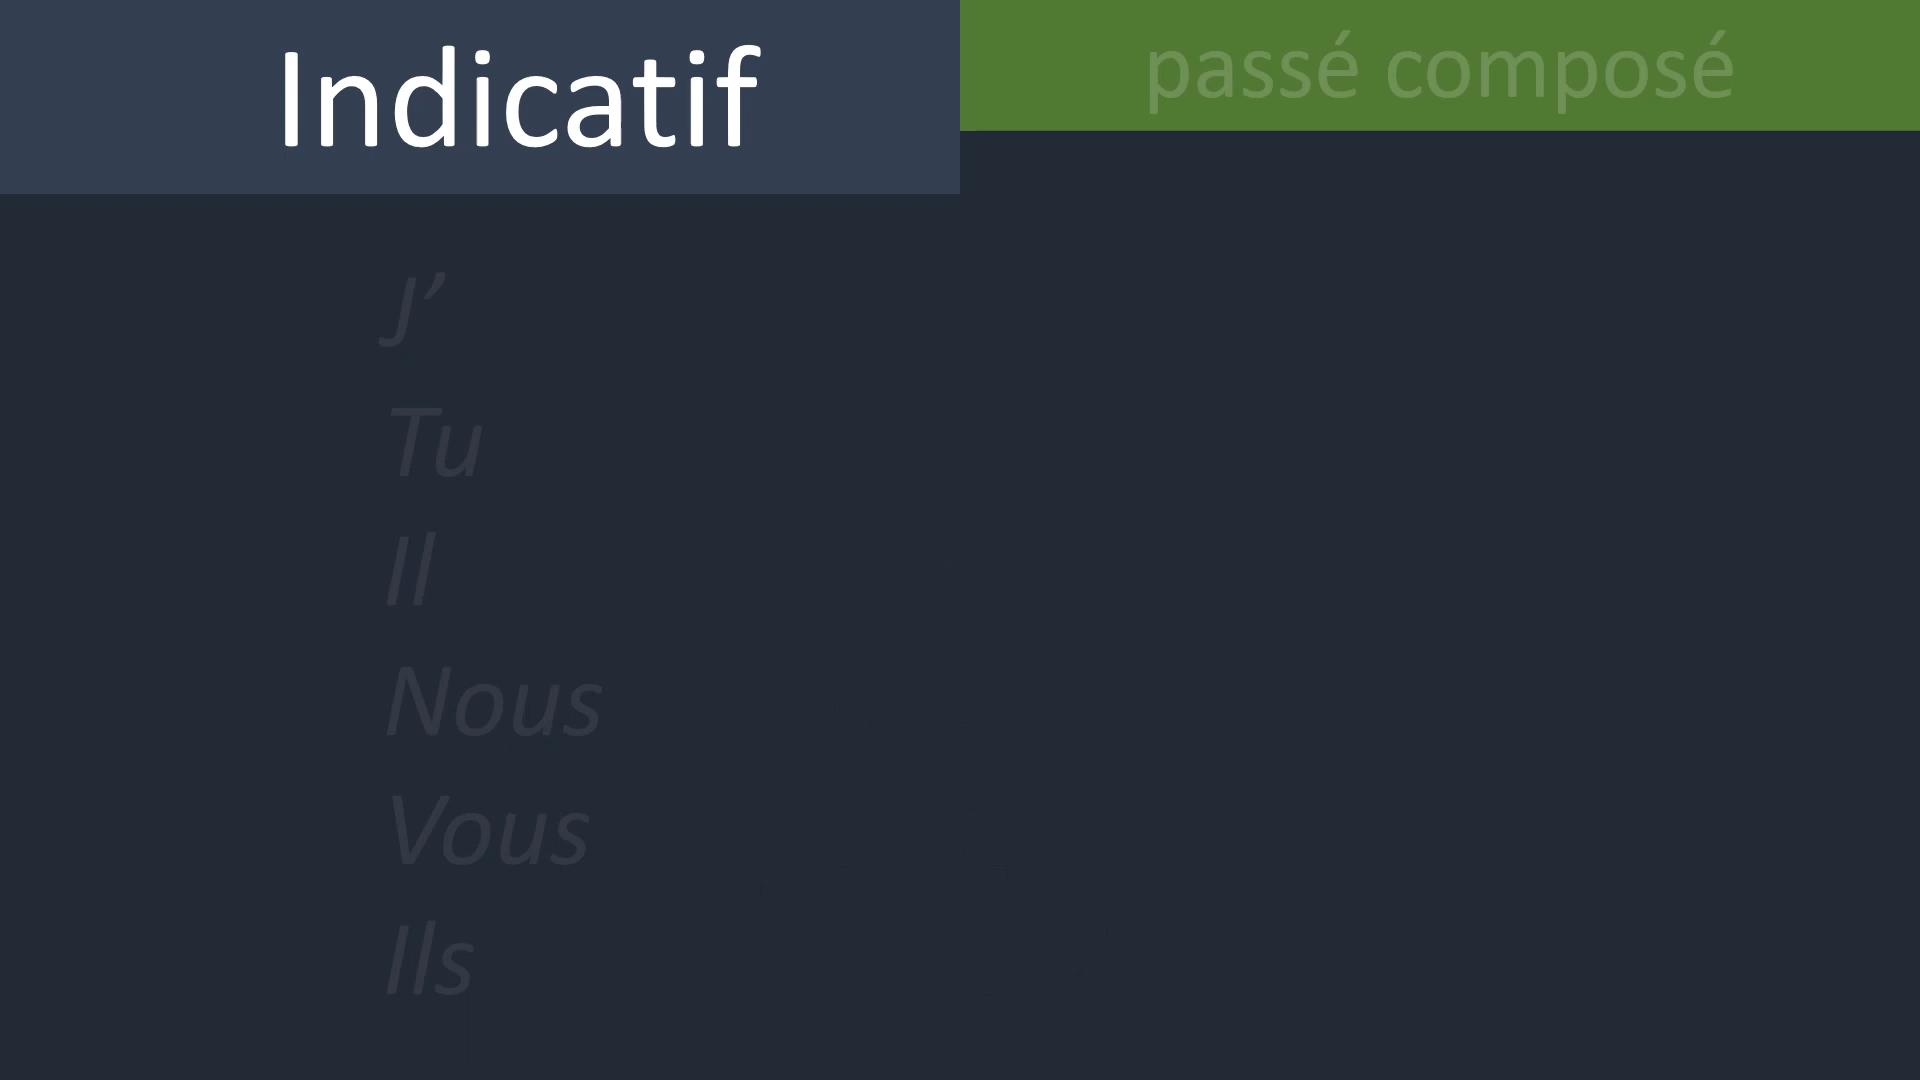 Indicatif
passé composé
J’
Tu
Il
Nous
Vous
Ils